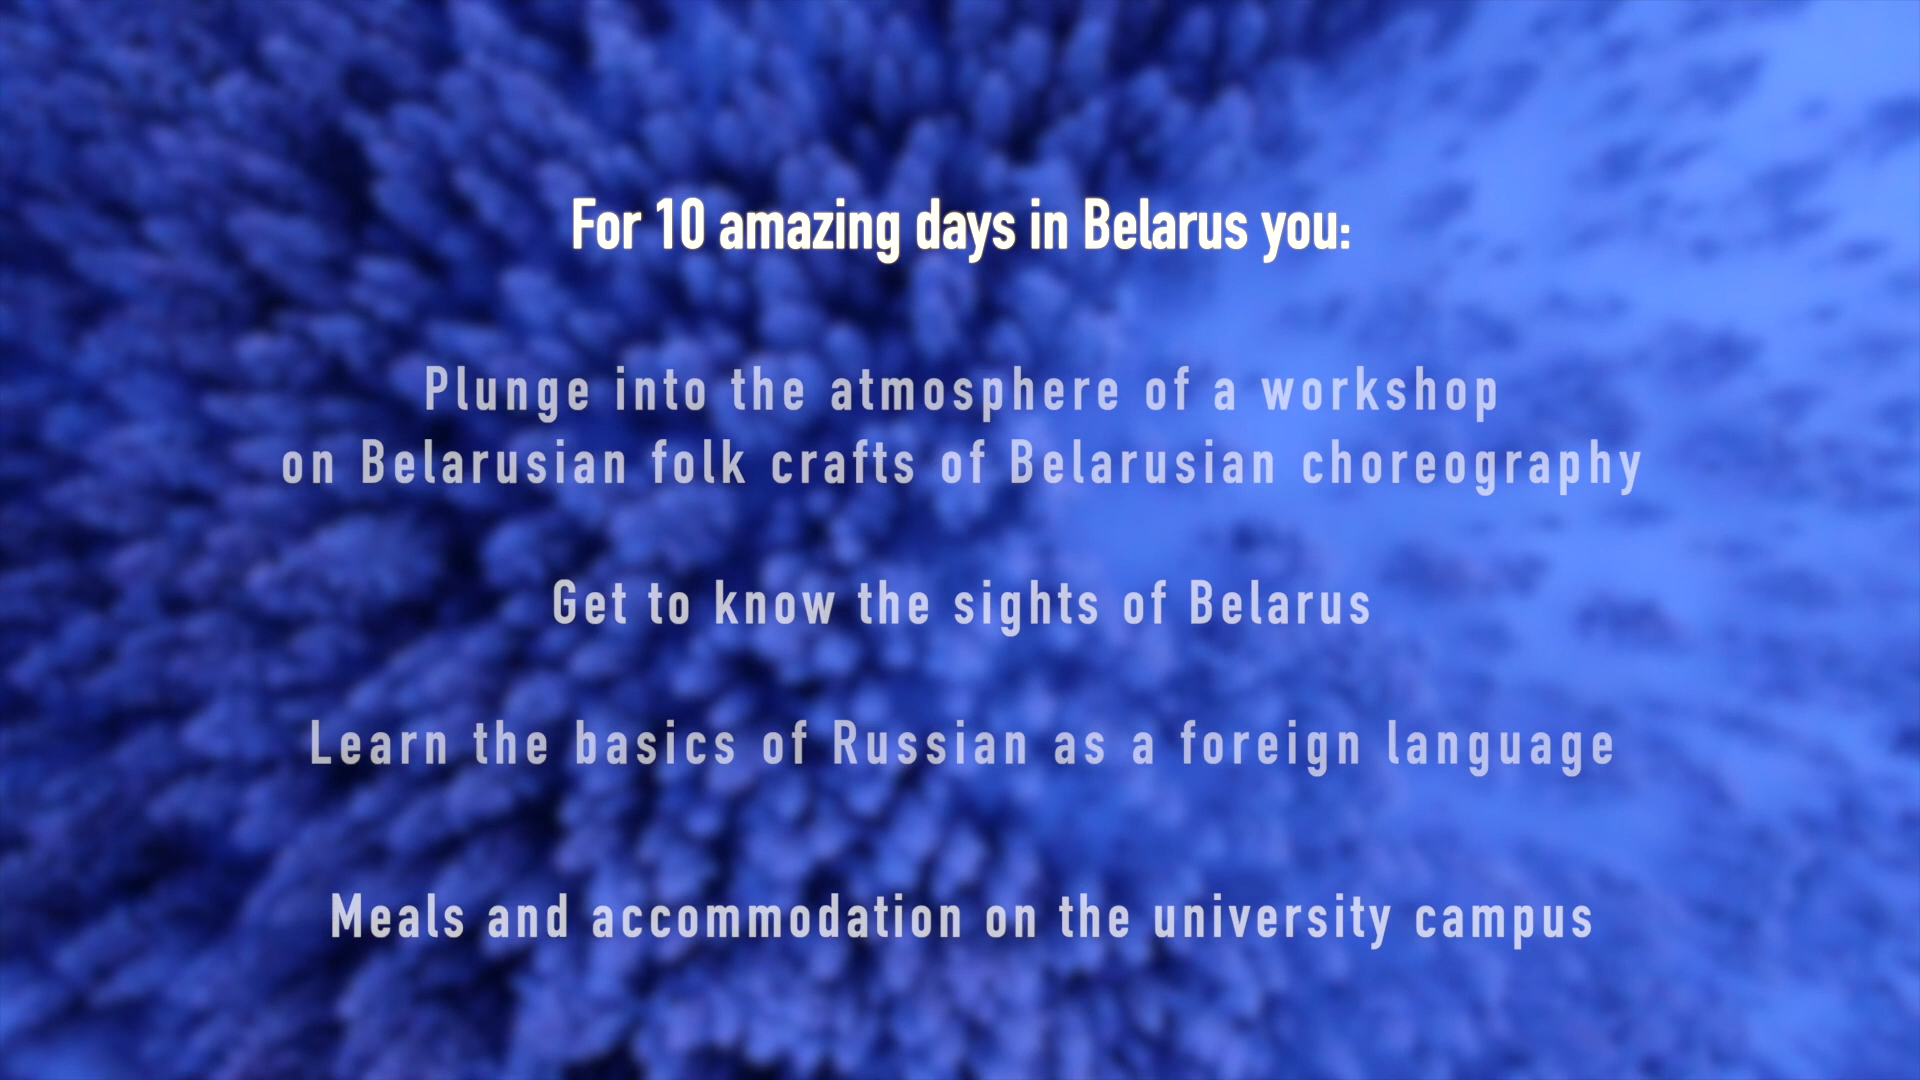 For 10 amazing days in Belarus you:
Plunge into the atmosphere of a workshop
on Belarusian folk crafts of Belarusian choreography
Get to know the sights of Belarus
Learn the basics of Russian as a foreign language
Meals and accommodation on the university campus